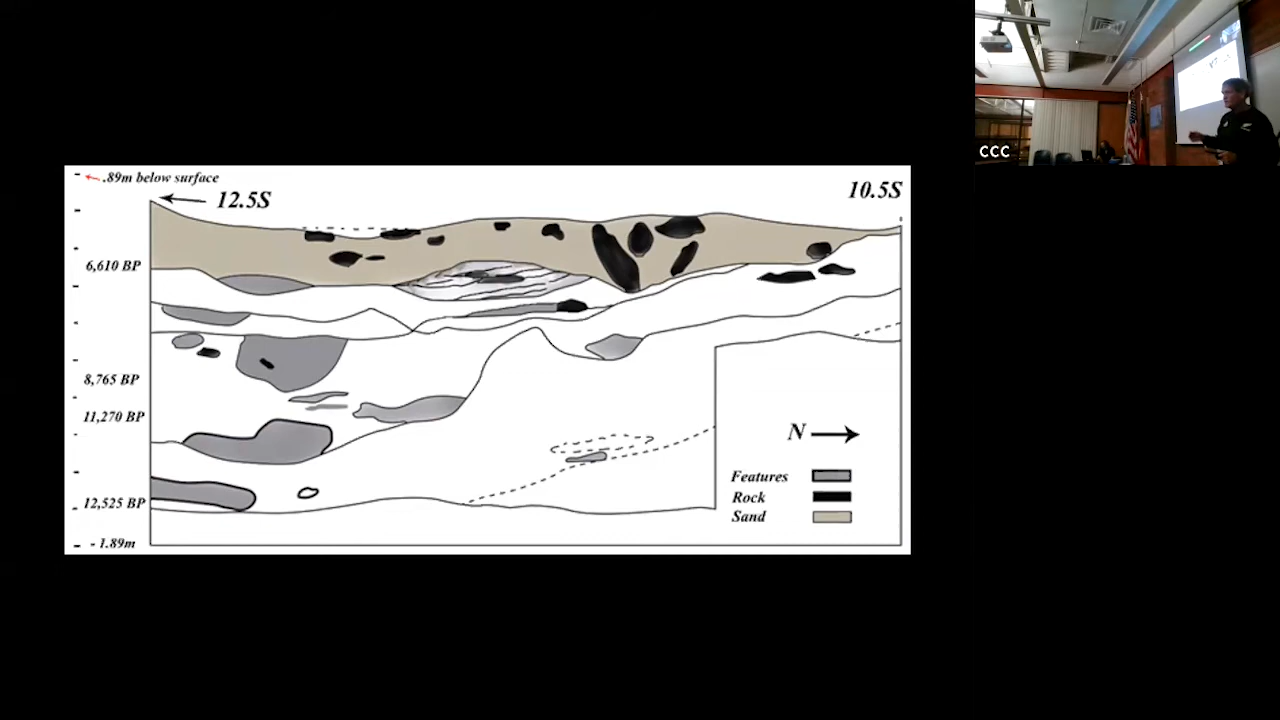 .89m below surface
12.5S
10.5S
6,610 BP
8,765 BP
11,270 BP
12,525 BP
- 1.89m
N
Features
Rock
Sand
CCC